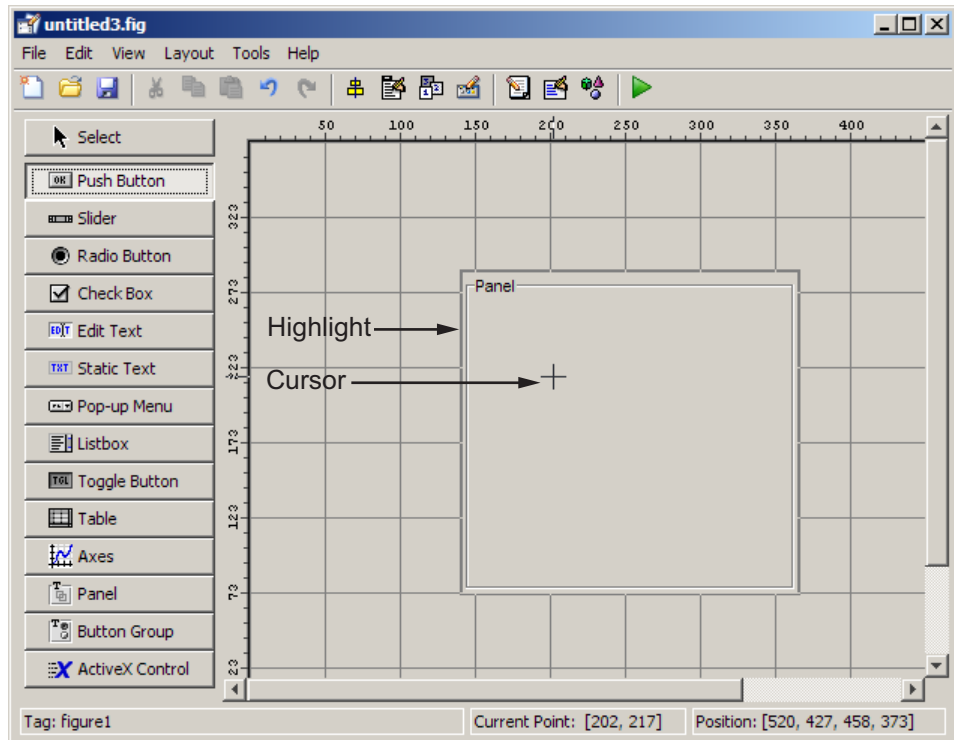 untitled3.fig
File Edit View Layout Tools Help
Select
Push Button
Slider
Radio Button
Check Box
Edit Text
Static Text
Pop-up Menu
Listbox
Toggle Button
Table
Axes
Panel
Button Group
ActiveX Control
50 100 150 200 250 300 350 400
323
273
223
173
123
73
23
Panel
Highlight
Cursor
Tag: figure1
Current Point: [202, 217]
Position: [520, 427, 458, 373]